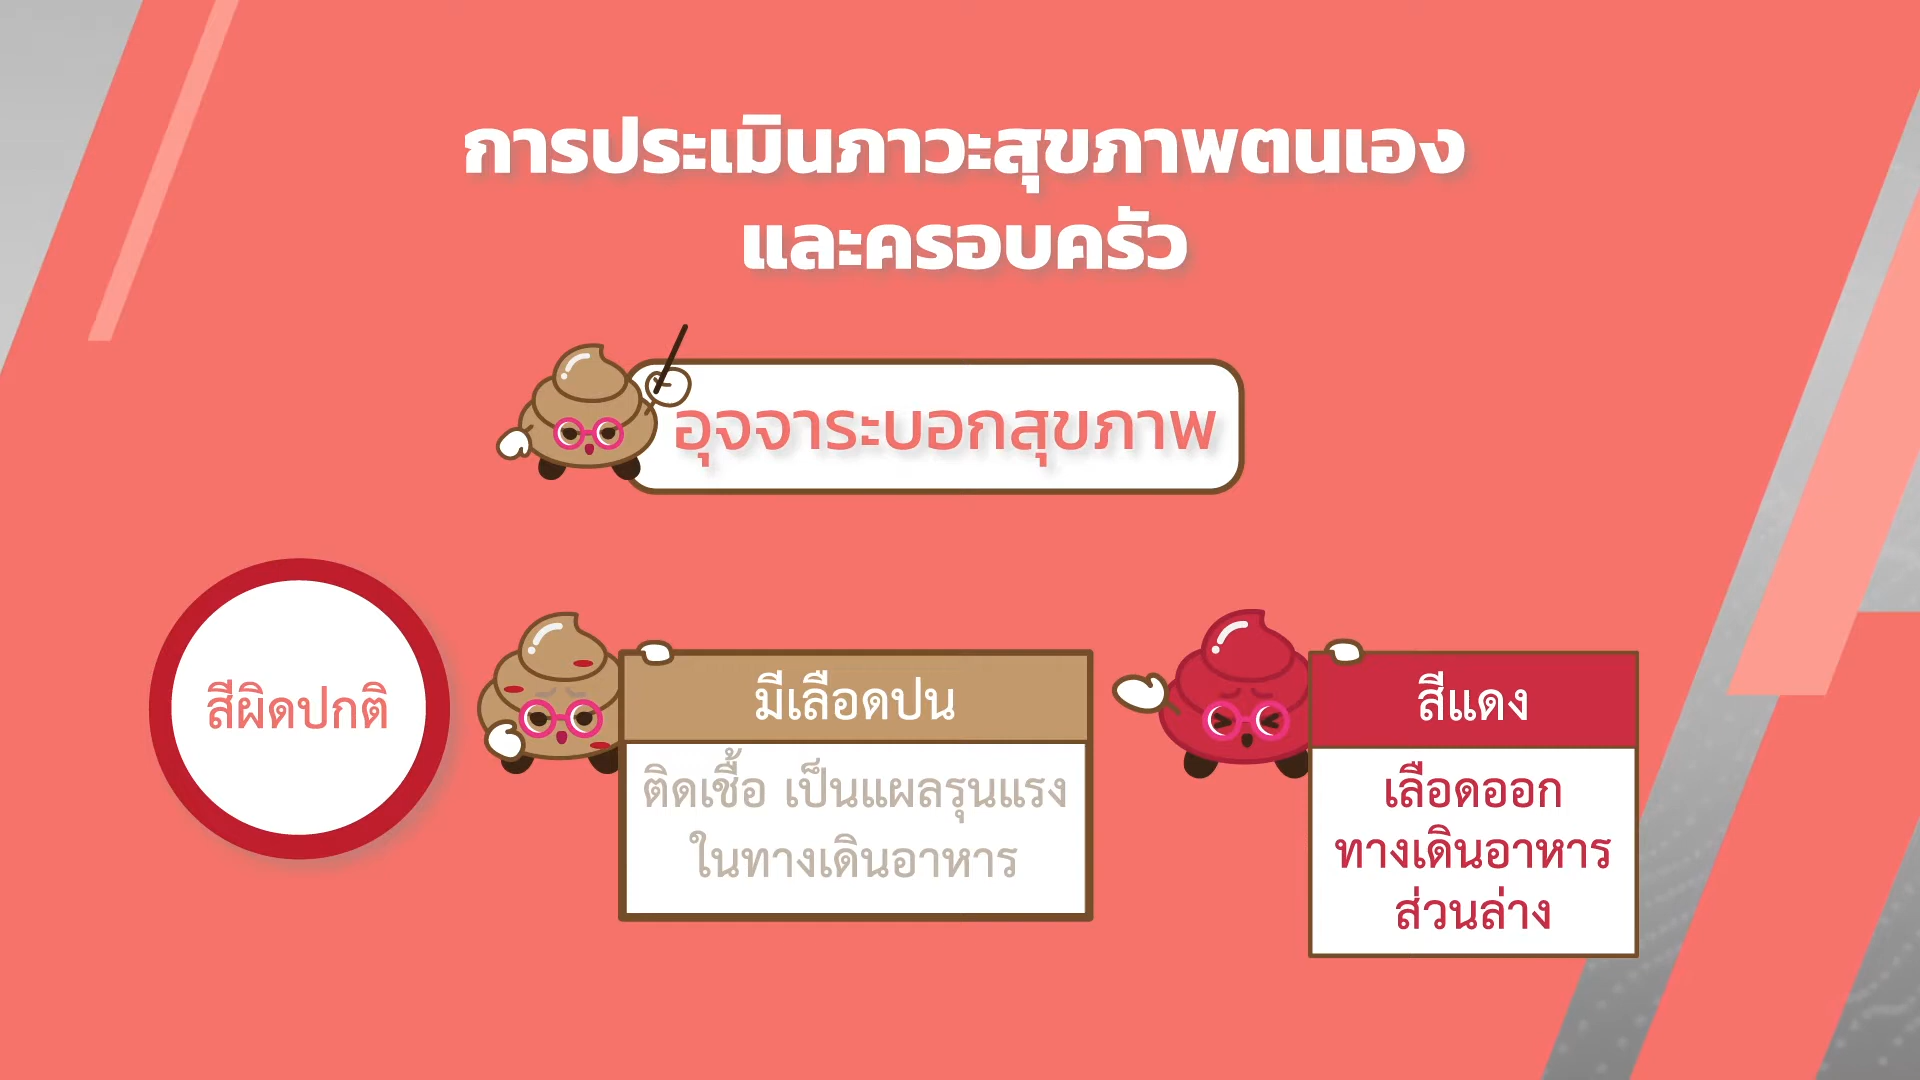 การประเมินภาวะสุขภาพตนเอง
และครอบครัว
อุจจาระบอกสุขภาพ
สีผิดปกติ
มีเลือดปน
ติดเชื้อ เป็นแผลรุนแรง
ในทางเดินอาหาร
สีแดง
เลือดออก
ทางเดินอาหาร
ส่วนล่าง